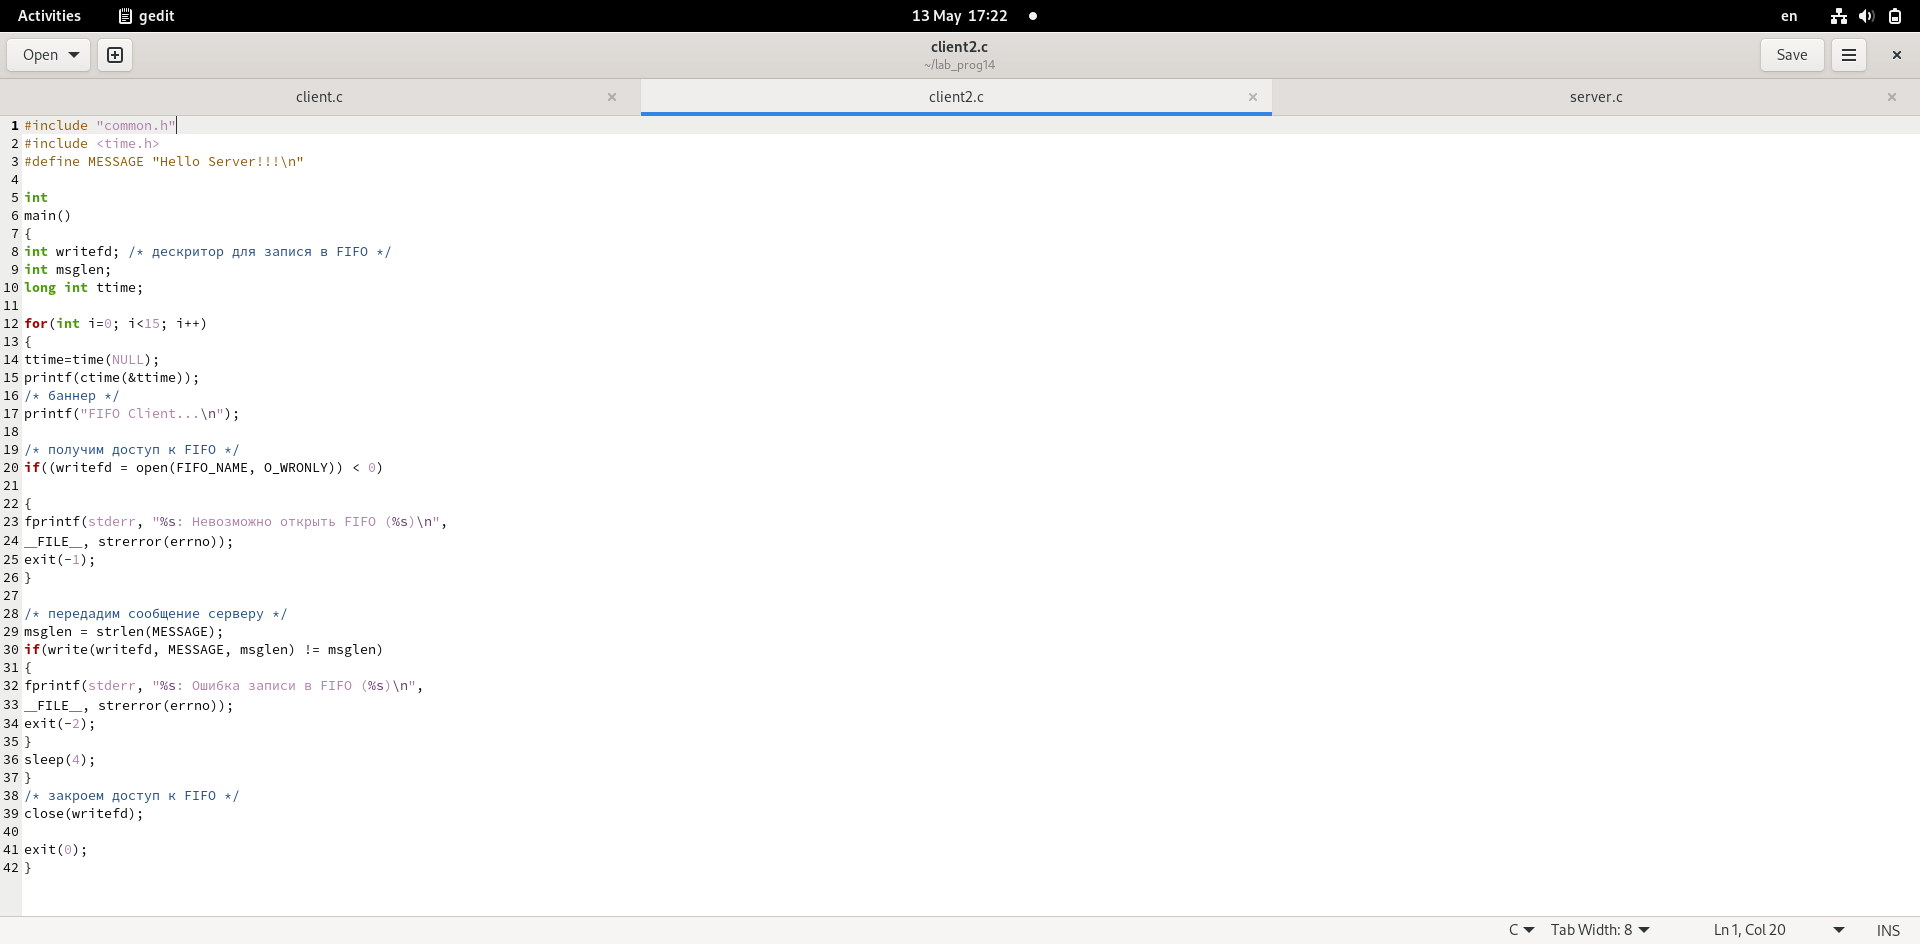 Activities gedit 13 May 17:22 en
Open client2.c Save
~/lab_prog14
client.c client2.c server.c
1 #include "common.h"
2 #include <time.h>
3 #define MESSAGE "Hello Server!!!\n"
4
5 int
6 main()
7 {
8 int writefd; /* дескритор для запися в FIFO */
9 int msglen;
10 long int ttime;
11
12 for(int i=0; i<15; i++)
13 {
14 ttime=time(NULL);
15 printf(ctime(&ttime));
16 /* баннер */
17 printf("FIFO Client...\n");
18
19 /* получим доступ к FIFO */
20 if((writefd = open(FIFO_NAME, O_WRONLY)) < 0)
21
22 {
23 fprintf(stderr, "%s: Невозможно открыть FIFO (%s)\n",
24 __FILE__, strerror(errno));
25 exit(-1);
26 }
27
28 /* передадим сообщение серверу */
29 msglen = strlen(MESSAGE);
30 if(write(writefd, MESSAGE, msglen) != msglen)
31 {
32 fprintf(stderr, "%s: Ошибка записи в FIFO (%s)\n",
33 __FILE__, strerror(errno));
34 exit(-2);
35 }
36 sleep(4);
37 }
38 /* закроем доступ к FIFO */
39 close(writefd);
40
41 exit(0);
42 }
C Tab Width: 8 Ln 1, Col 20 INS